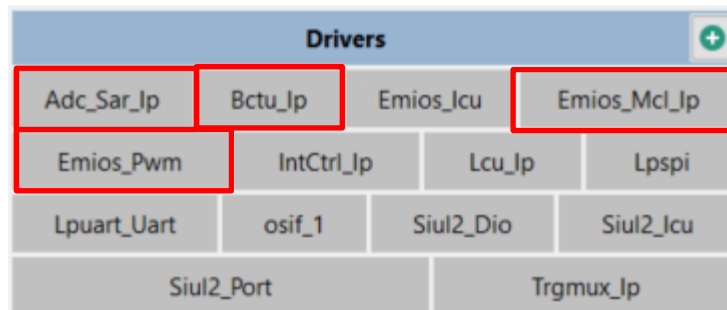 Drivers
Adc_Sar_Ip Bctu_Ip Emios_Icu Emios_Mcl_Ip
Emios_Pwm IntCtrl_Ip Lcu_Ip Lpspi
Lpuart_Uart osif_1 Siul2_Dio Siul2_Icu
Siul2_Port Trgmux_Ip